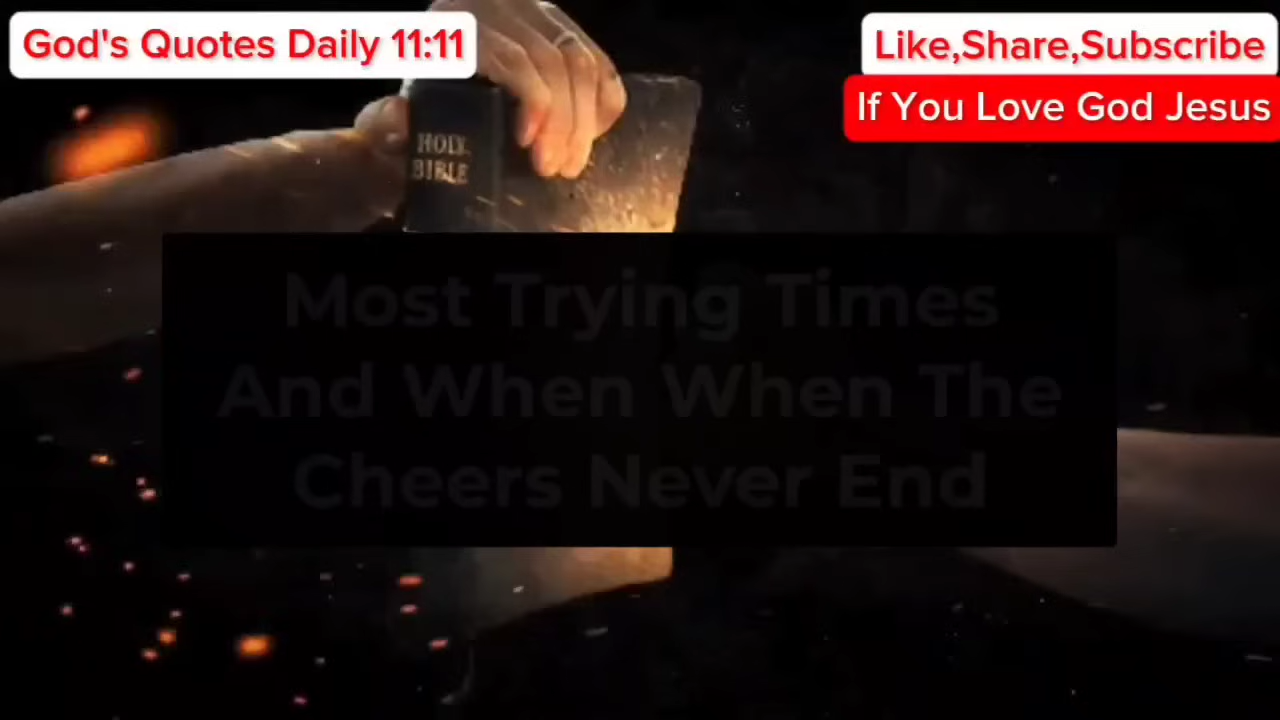 God's Quotes Daily 11:11
Like,Share,Subscribe
If You Love God Jesus
HOLY
BIBLE
Most Trying Times
And When When The
Cheers Never End